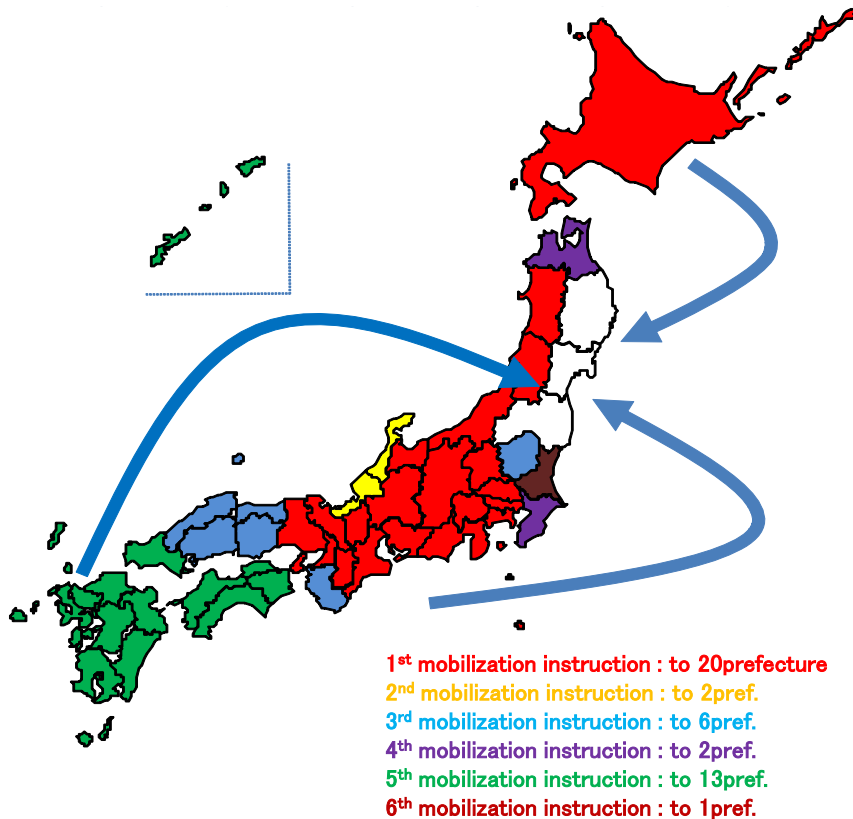 1st mobilization instruction : to 20prefecture
2nd mobilization instruction : to 2pref.
3rd mobilization instruction : to 6pref.
4th mobilization instruction : to 2pref.
5th mobilization instruction : to 13pref.
6th mobilization instruction : to 1pref.